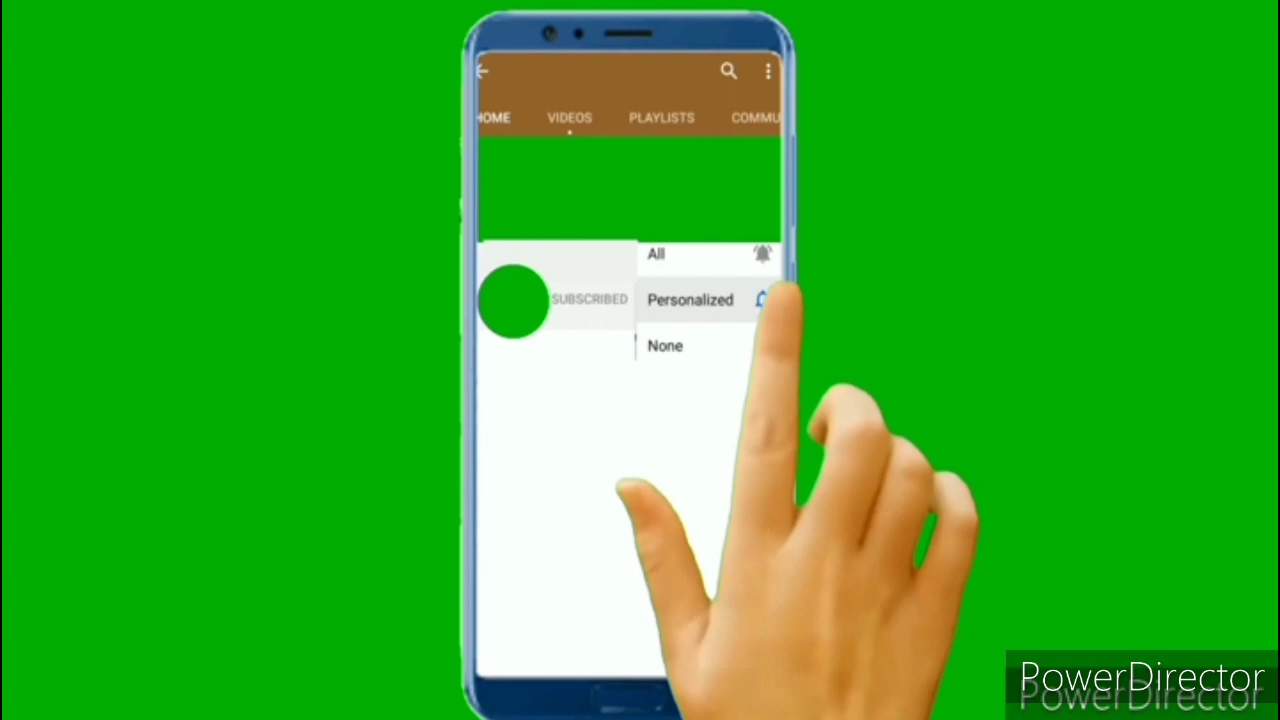 HOME VIDEOS PLAYLISTS COMMU
All
SUBSCRIBED Personalized
None
PowerDirector
PowerDirector